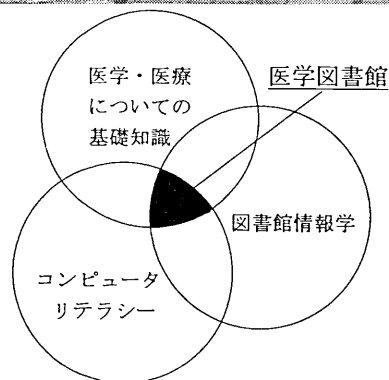 医学・医療
についての
基礎知識
医学図書館
図書館情報学
コンピュータ
リテラシー